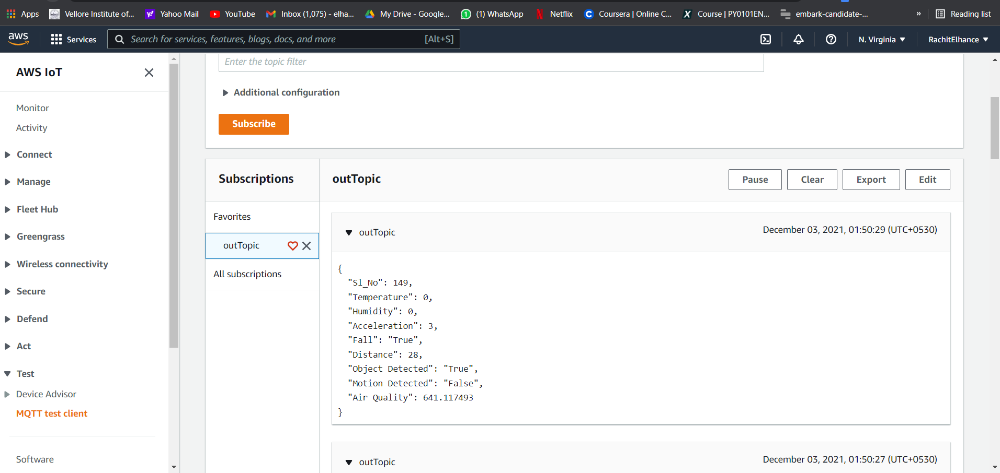 Apps Vellore Institute of... Yahoo Mail YouTube Inbox (1,075) - elha... My Drive - Google... (1) WhatsApp Netflix Coursera | Online C... Course | PY0101EN,... embark-candidate-... » Reading list
aws Services Search for services, features, blogs, docs, and more [Alt+S] N. Virginia ▼ RachitElhance ▼
AWS IoT
Monitor
Activity
Connect
Manage
Fleet Hub
Greengrass
Wireless connectivity
Secure
Defend
Act
Test
Device Advisor
MQTT test client
Software
Enter the topic filter
Additional configuration
Subscribe
Subscriptions
Favorites
outTopic
All subscriptions
outTopic Pause Clear Export Edit
outTopic December 03, 2021, 01:50:29 (UTC+0530)
{
"Sl_No": 149,
"Temperature": 0,
"Humidity": 0,
"Acceleration": 3,
"Fall": "True",
"Distance": 28,
"Object Detected": "True",
"Motion Detected": "False",
"Air Quality": 641.117493
}
outTopic December 03, 2021, 01:50:27 (UTC+0530)